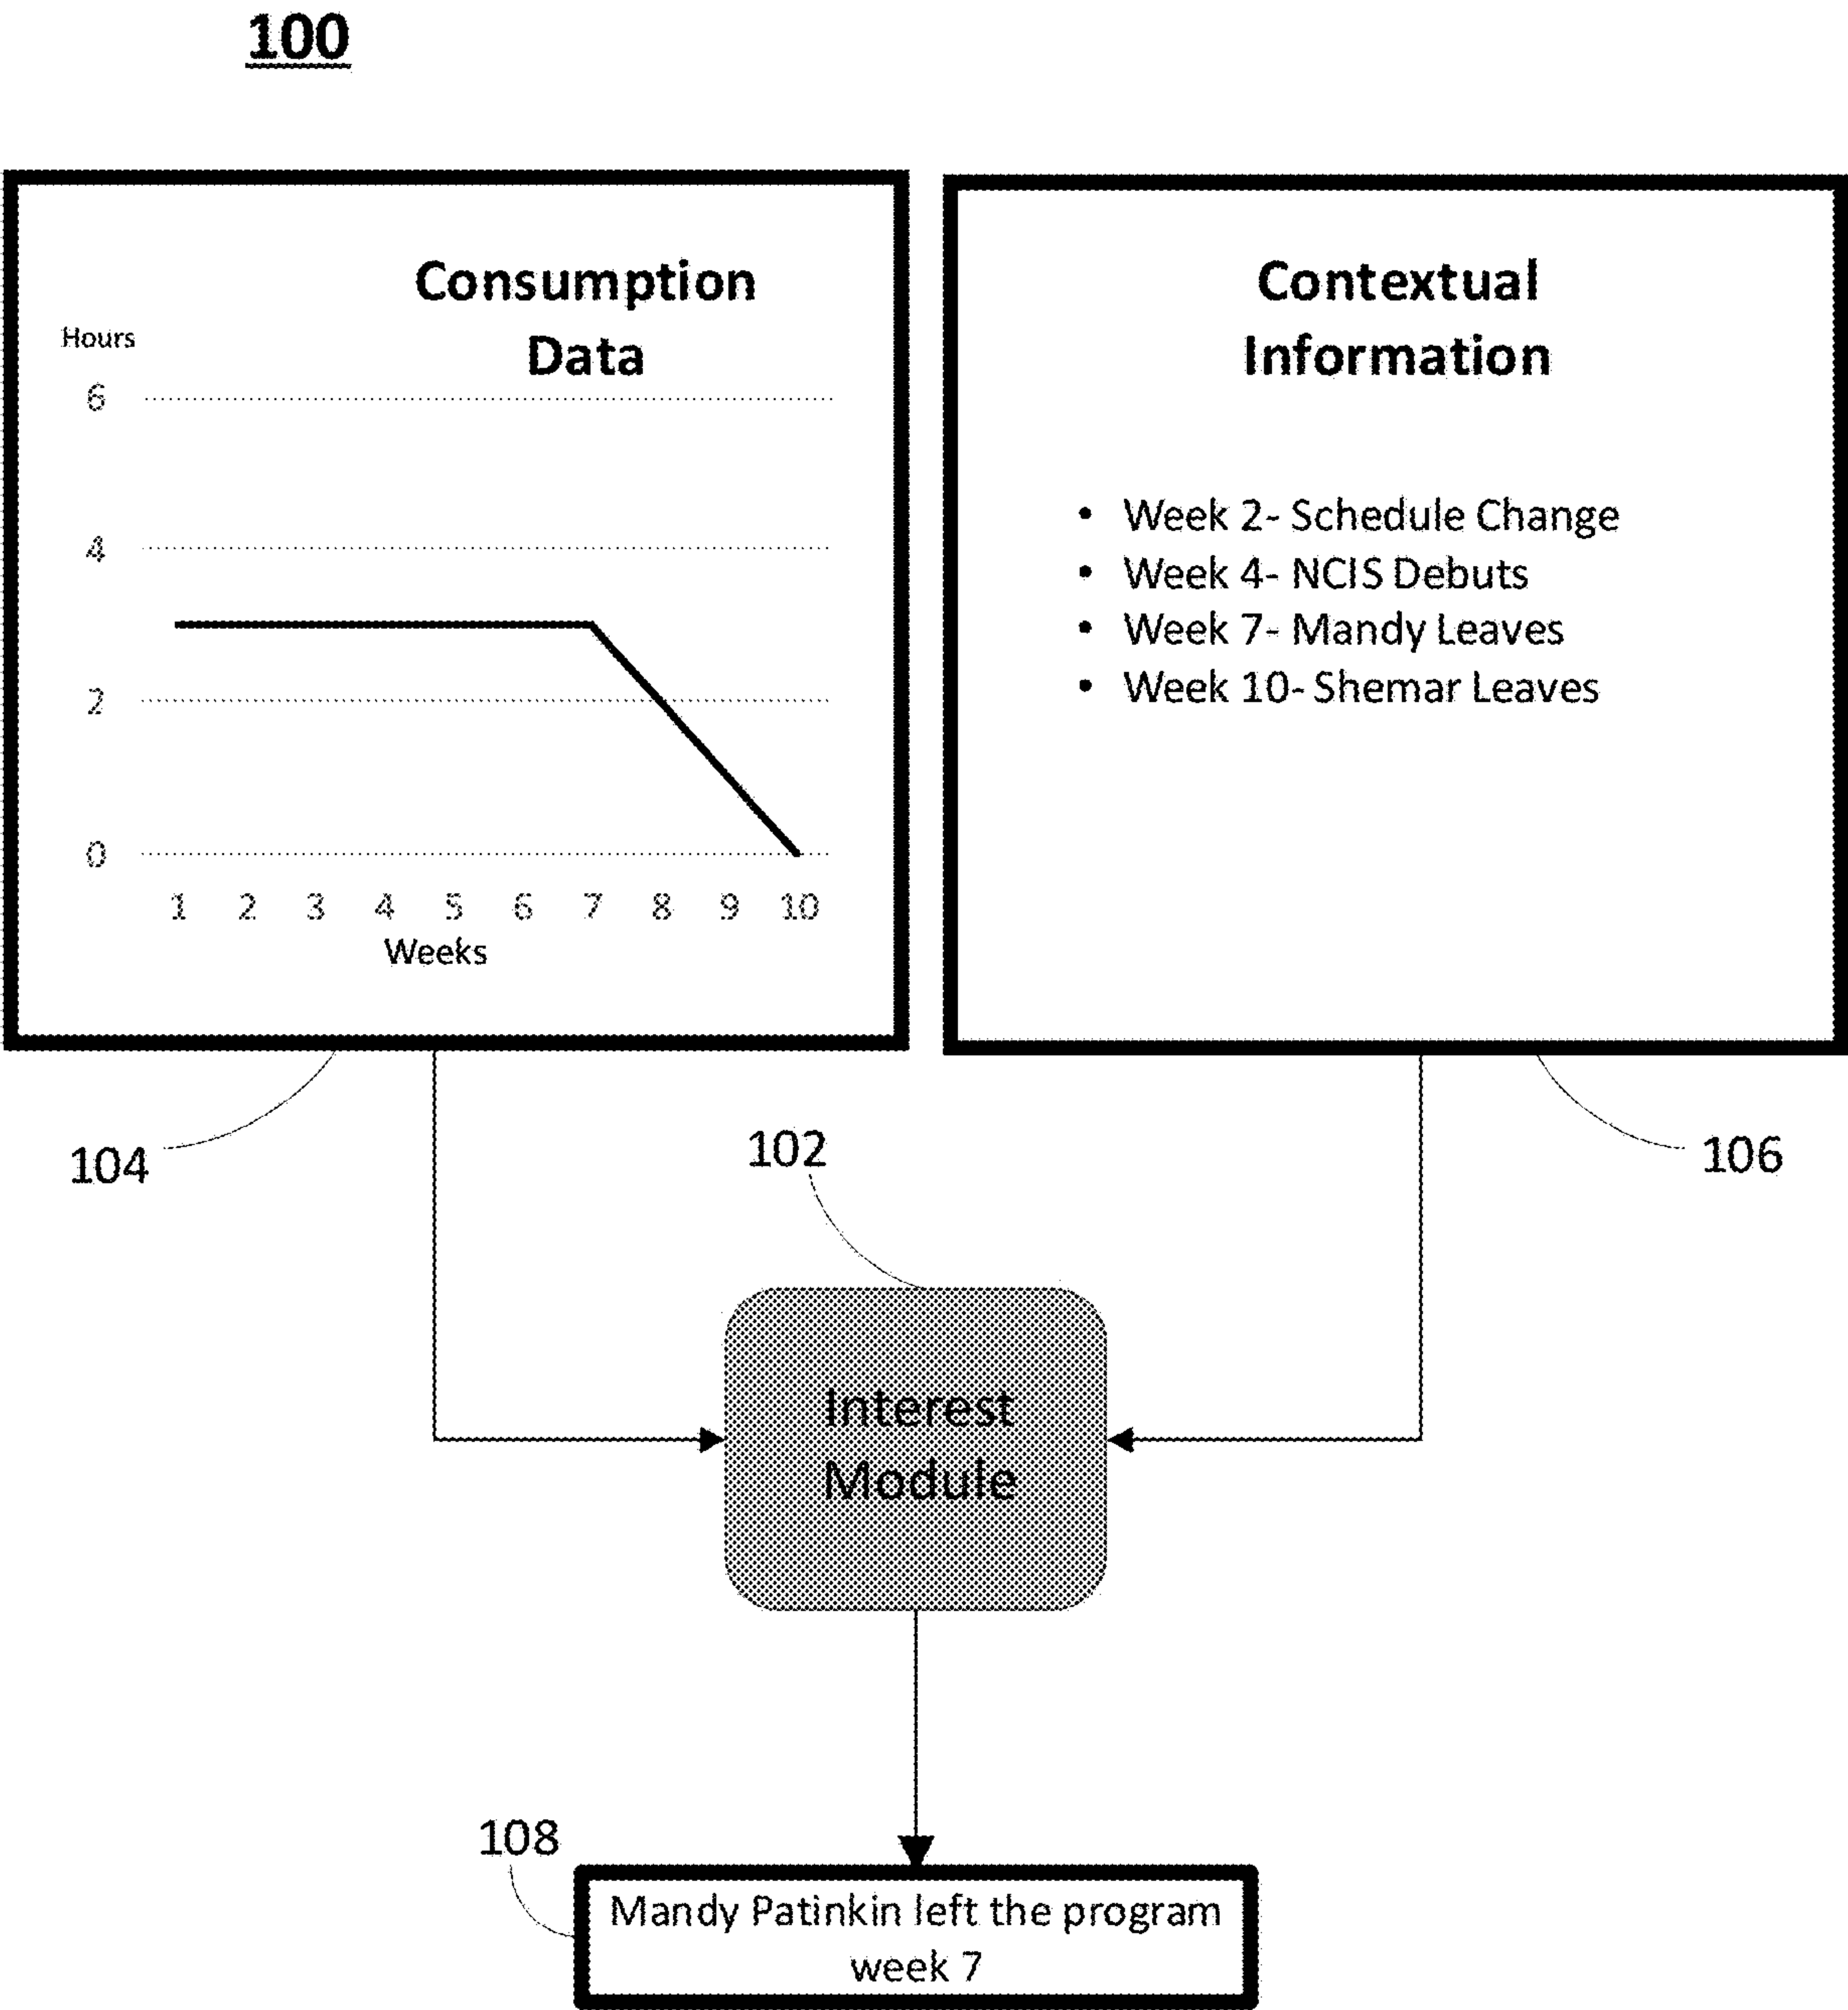 100
Consumption
Data
Hours
6
4
2
0
1 2 3 4 5 6 7 8 9 10
Weeks
Contextual
Information
• Week 2- Schedule Change
• Week 4- NCIS Debuts
• Week 7- Mandy Leaves
• Week 10- Shemar Leaves
104
102
106
Interest
Module
108
Mandy Patinkin left the program
week 7